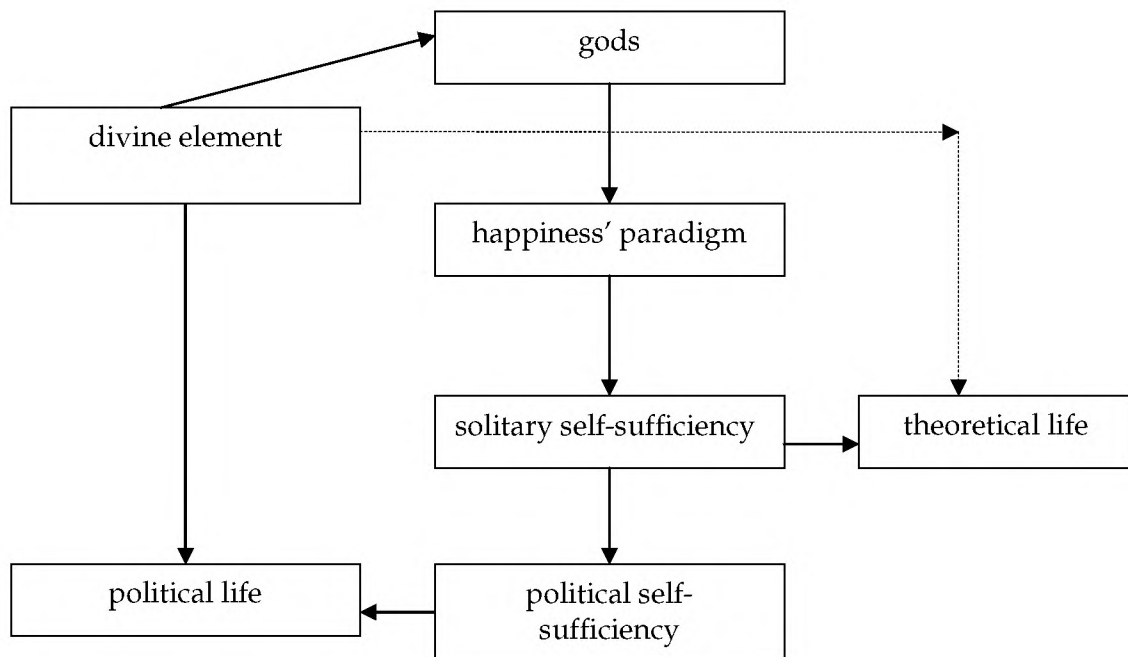 gods
divine element
happiness’ paradigm
solitary self-sufficiency
theoretical life
political life
political self-
sufficiency